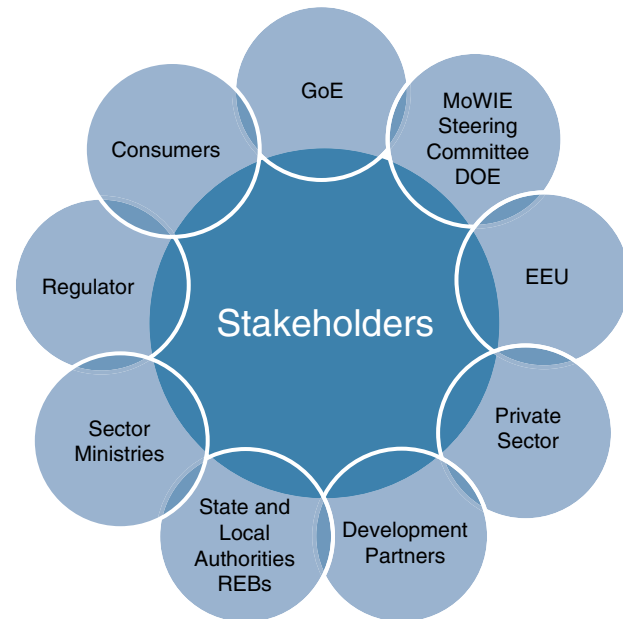 GoE
MoWIE
Steering
Committee
DOE
EEU
Private
Sector
Development
Partners
State and
Local
Authorities
REBs
Sector
Ministries
Regulator
Consumers
Stakeholders